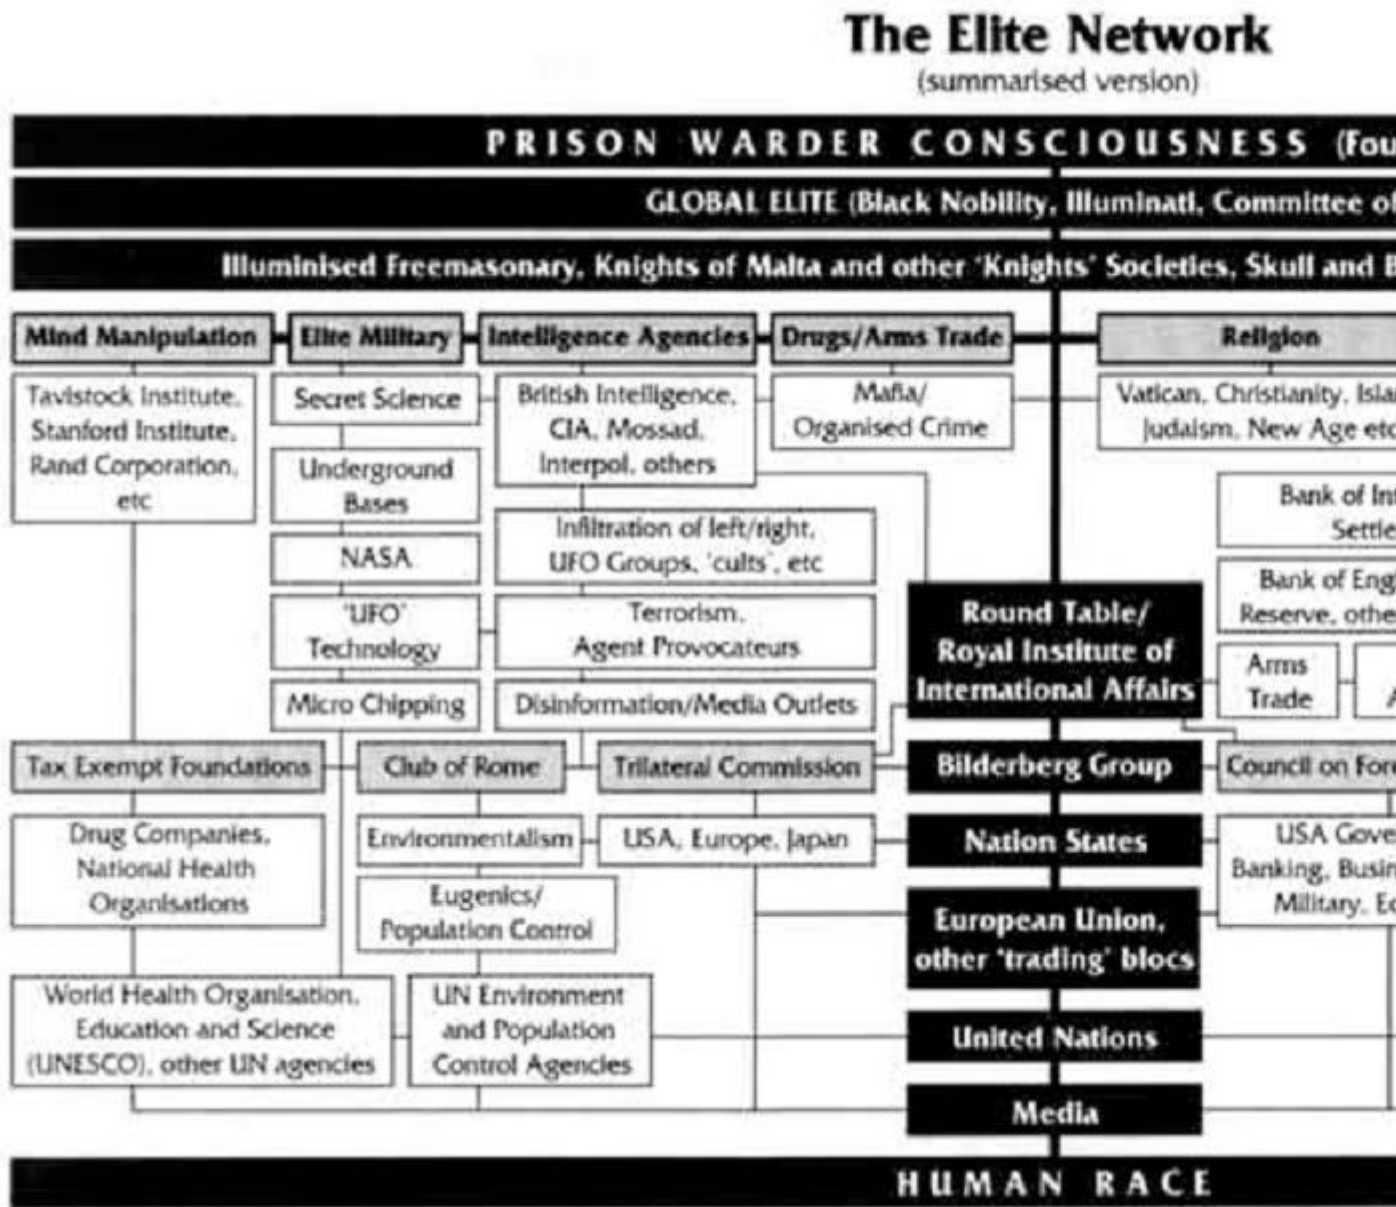 The Elite Network
(summarised version)
PRISON WARDER CONSCIOUSNESS (Fou
GLOBAL ELITE (Black Nobility, Illuminati, Committee of
Illuminised Freemasonary, Knights of Malta and other 'Knights' Societies, Skull and B
Mind Manipulation
Elite Military
Intelligence Agencies
Drugs/Arms Trade
Religion
Tavistock Institute,
Stanford Institute,
Rand Corporation,
etc
Secret Science
Underground
Bases
NASA
'UFO'
Technology
Micro Chipping
British Intelligence,
CIA, Mossad,
Interpol, others
Infiltration of left/right,
UFO Groups, 'cults', etc
Terrorism,
Agent Provocateurs
Disinformation/Media Outlets
Mafia/
Organised Crime
Vatican, Christianity, Isla
Judaism, New Age etc
Bank of Int
Settle
Bank of Eng
Reserve, othe
Arms
Trade
A
Round Table/
Royal Institute of
International Affairs
Tax Exempt Foundations
Club of Rome
Trilateral Commission
Bilderberg Group
Council on Fore
Drug Companies,
National Health
Organisations
Environmentalism
USA, Europe, Japan
Nation States
USA Gove
Banking, Busin
Military, Ec
Eugenics/
Population Control
European Union,
other 'trading' blocs
World Health Organisation,
Education and Science
(UNESCO), other UN agencies
UN Environment
and Population
Control Agencies
United Nations
Media
HUMAN RACE